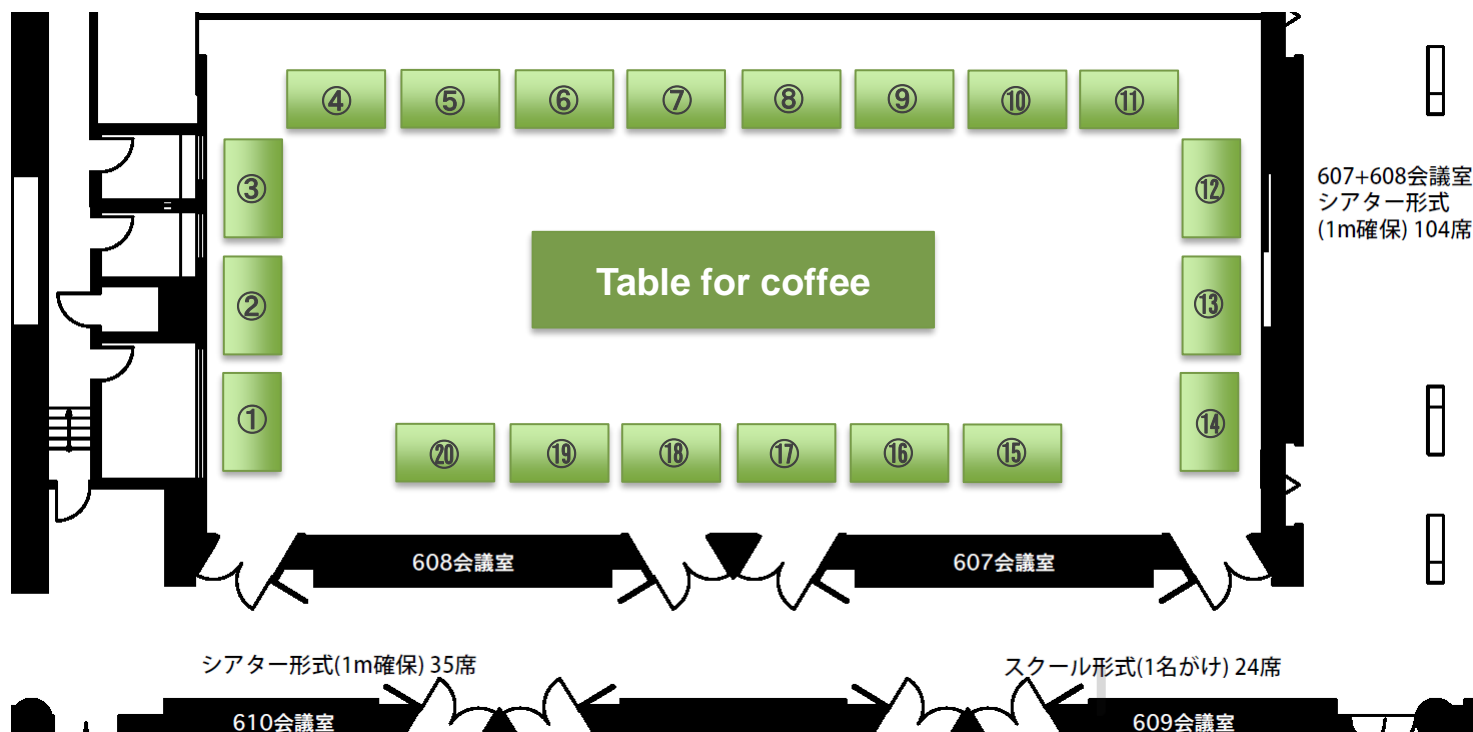 ④ ⑤ ⑥ ⑦ ⑧ ⑨ ⑩ ⑪
③
⑫
607+608会議室
シアター形式
(1m確保) 104席
Table for coffee
②
⑬
①
⑭
⑳ ⑲ ⑱ ⑰ ⑯ ⑮
608会議室
607会議室
シアター形式(1m確保) 35席
スクール形式(1名がけ) 24席
610会議室
609会議室